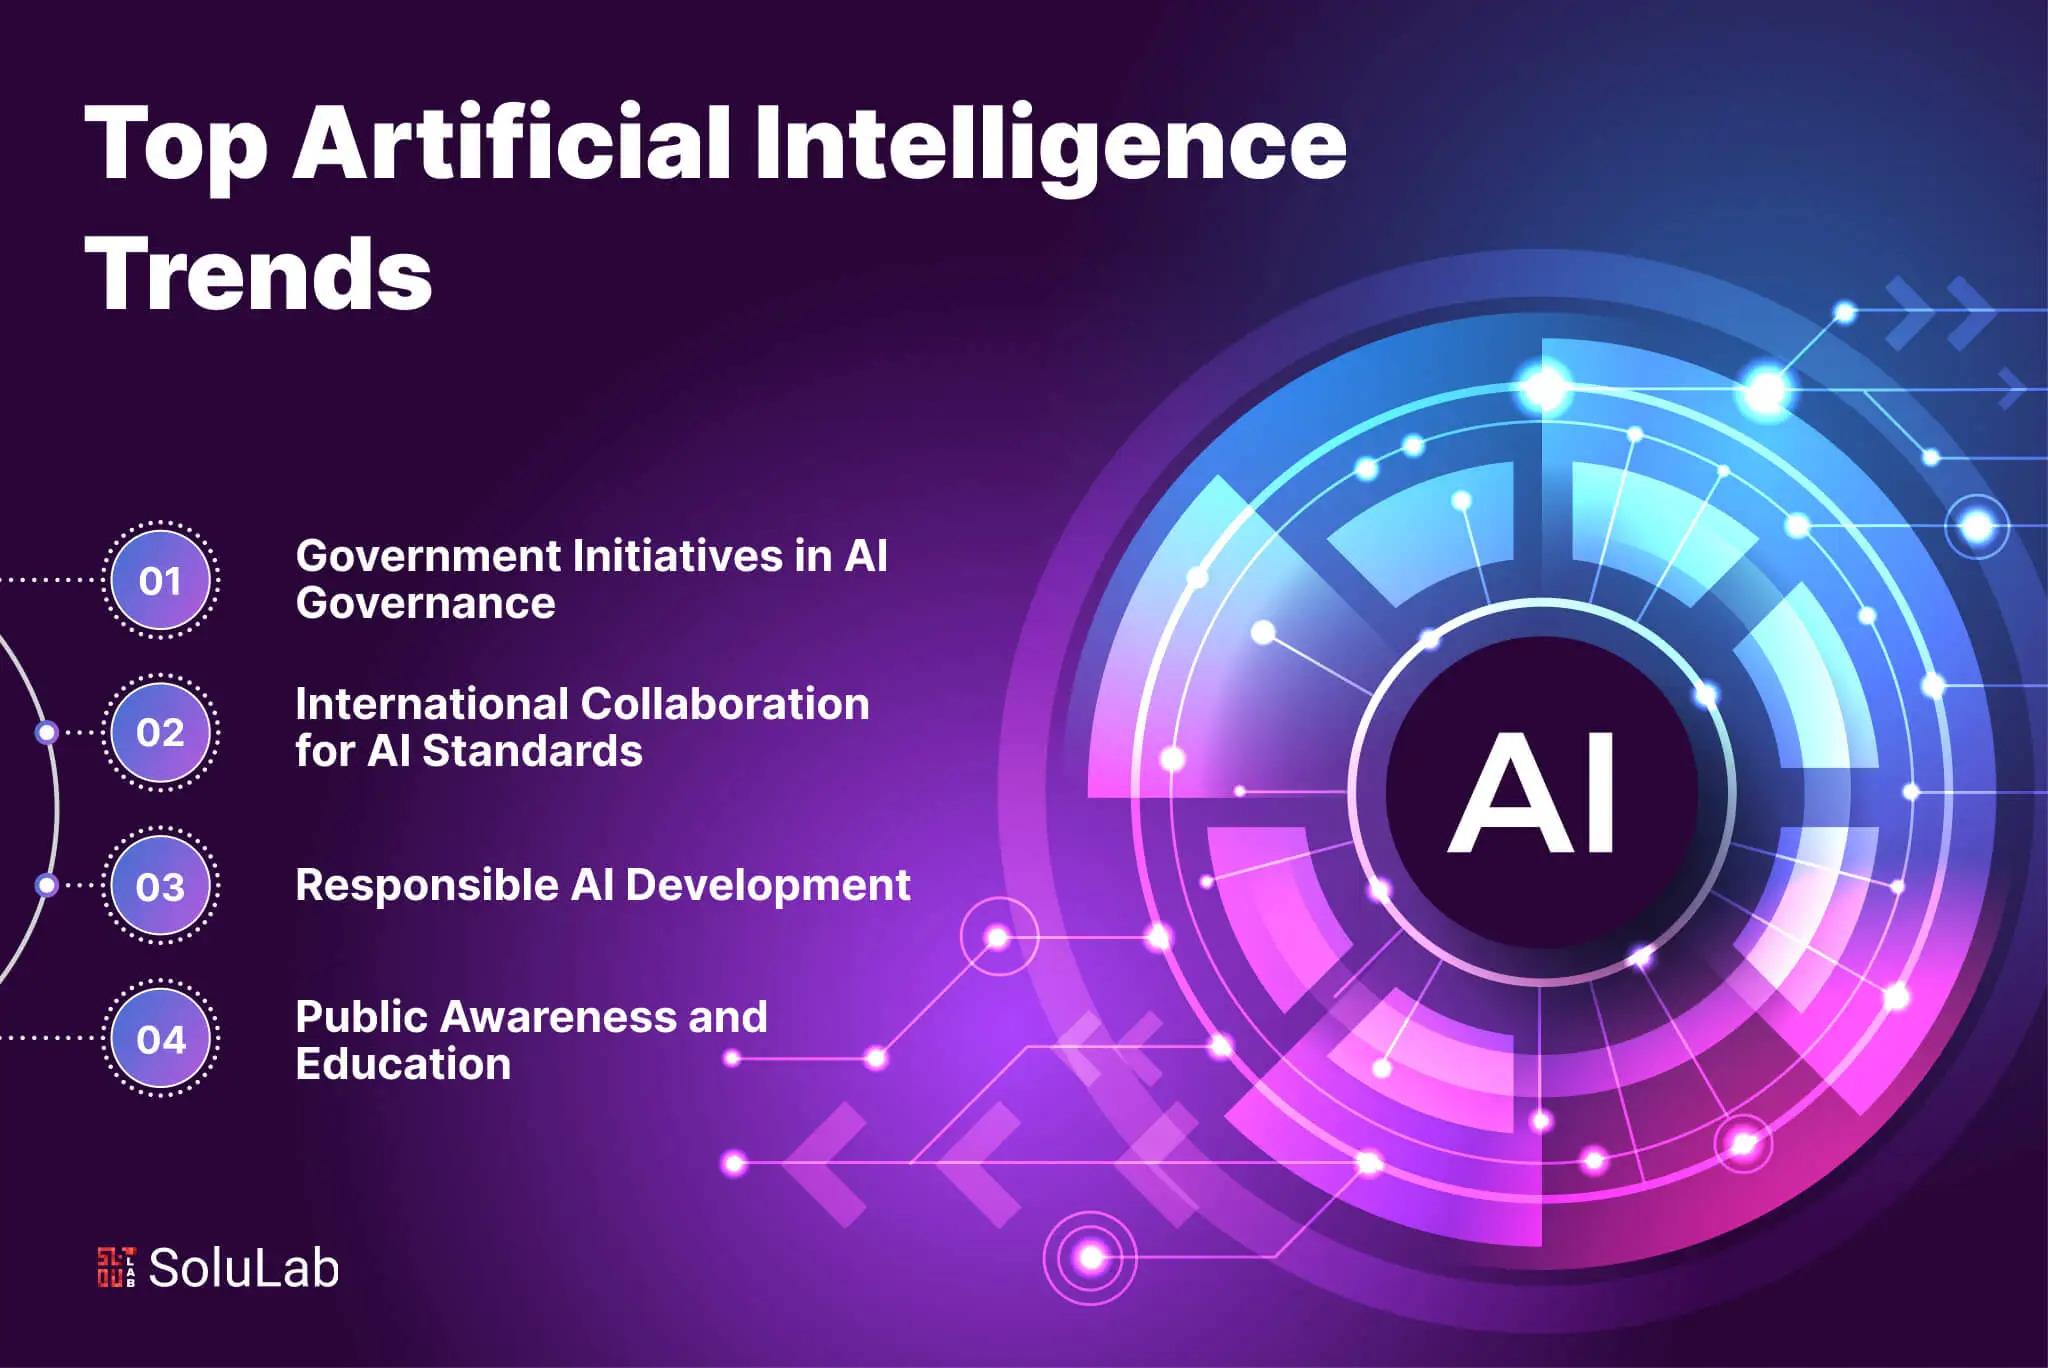 Top Artificial Intelligence
Trends
01
Government Initiatives in AI
Governance
02
International Collaboration
for AI Standards
03
Responsible AI Development
04
Public Awareness and
Education
AI
SoluLab